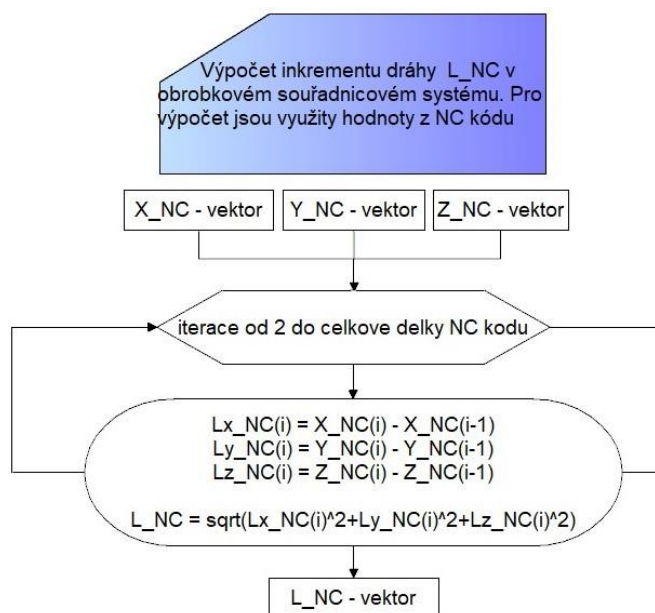 Výpočet inkrementu dráhy L_NC v
obrobkovém souřadnicovém systému. Pro
výpočet jsou využity hodnoty z NC kódu
X_NC - vektor
Y_NC - vektor
Z_NC - vektor
iterace od 2 do celkove delky NC kodu
Lx_NC(i) = X_NC(i) - X_NC(i-1)
Ly_NC(i) = Y_NC(i) - Y_NC(i-1)
Lz_NC(i) = Z_NC(i) - Z_NC(i-1)
L_NC = sqrt(Lx_NC(i)^2+Ly_NC(i)^2+Lz_NC(i)^2)
L_NC - vektor